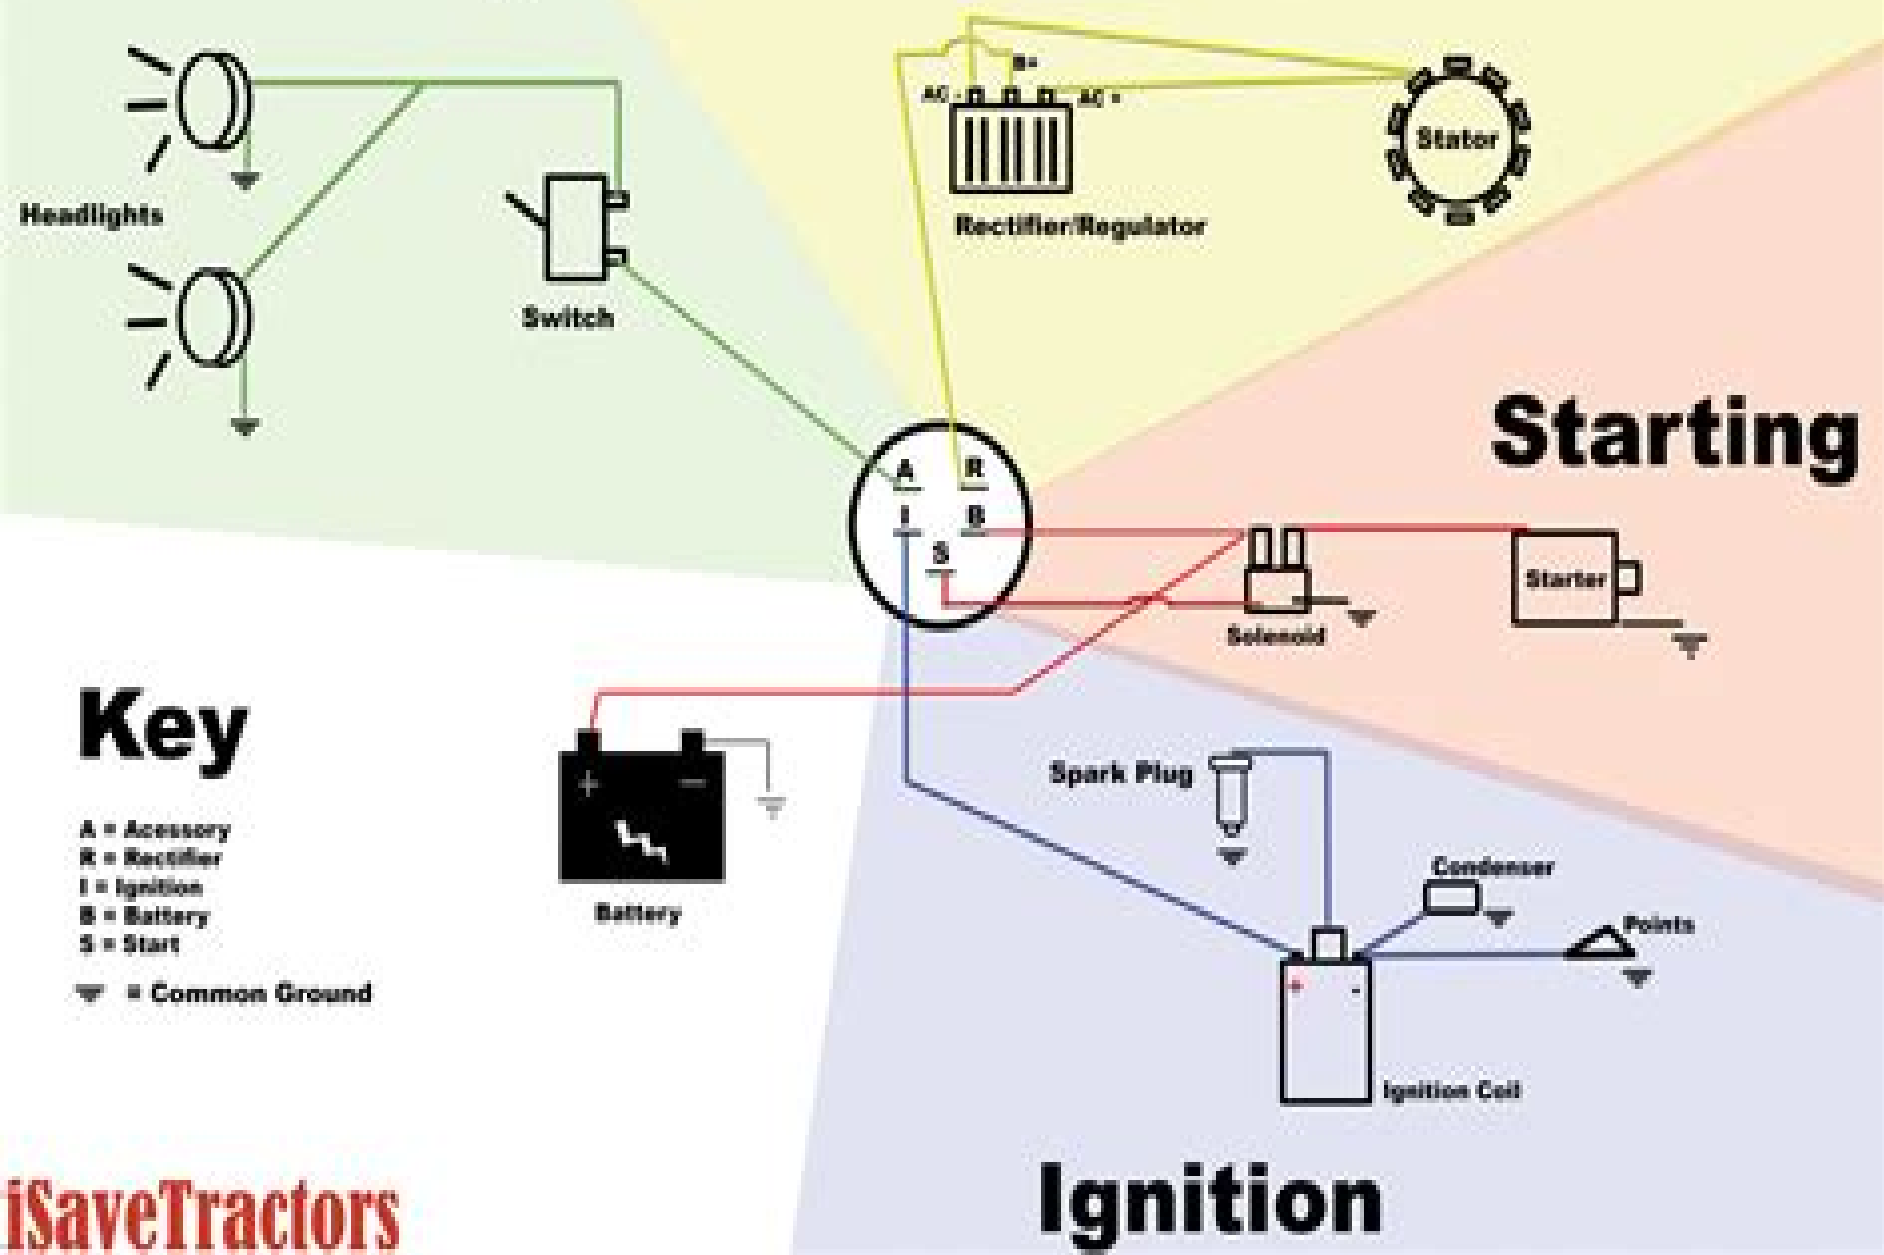 B+
AC -
AC +
Stator
Rectifier/Regulator
Headlights
Switch
Starting
A
R
I
B
S
Starter
Solenoid
Key
A = Acessory
R = Rectifier
I = Ignition
B = Battery
S = Start
= Common Ground
+
—
Battery
Spark Plug
Condenser
Points
+
-
Ignition Coil
Ignition
iSaveTractors